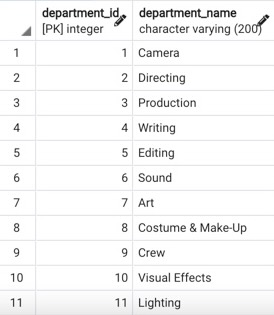 department_id department_name
[PK] integer character varying (200)
1 1 Camera
2 2 Directing
3 3 Production
4 4 Writing
5 5 Editing
6 6 Sound
7 7 Art
8 8 Costume & Make-Up
9 9 Crew
10 10 Visual Effects
11 11 Lighting